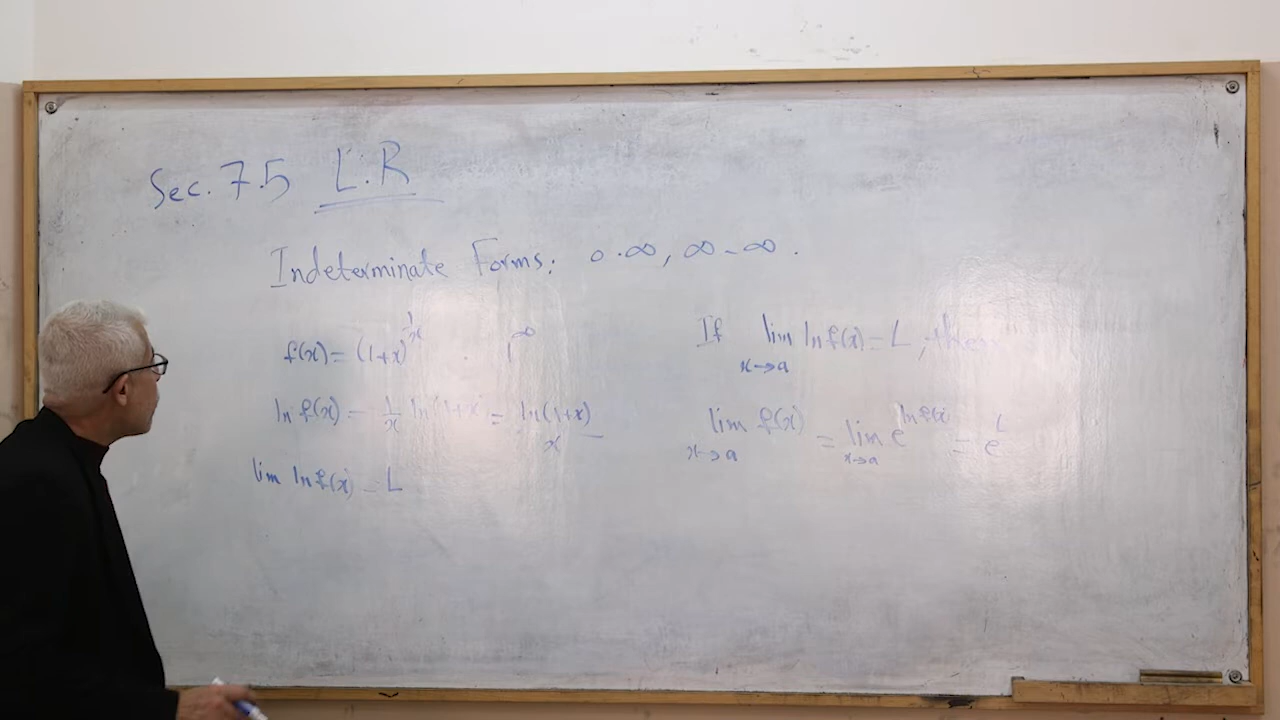 Sec. 7.5 L'.R
Indeterminate Forms: 0·∞, ∞-∞.
f(x) = (1+x)^{1/x} 1^∞
ln f(x) = 1/x ln(1+x) = ln(1+x)/x
lim ln f(x) = L
If lim_{x→a} ln f(x) = L, then
lim_{x→a} f(x) = lim_{x→a} e^{ln f(x)} = e^L